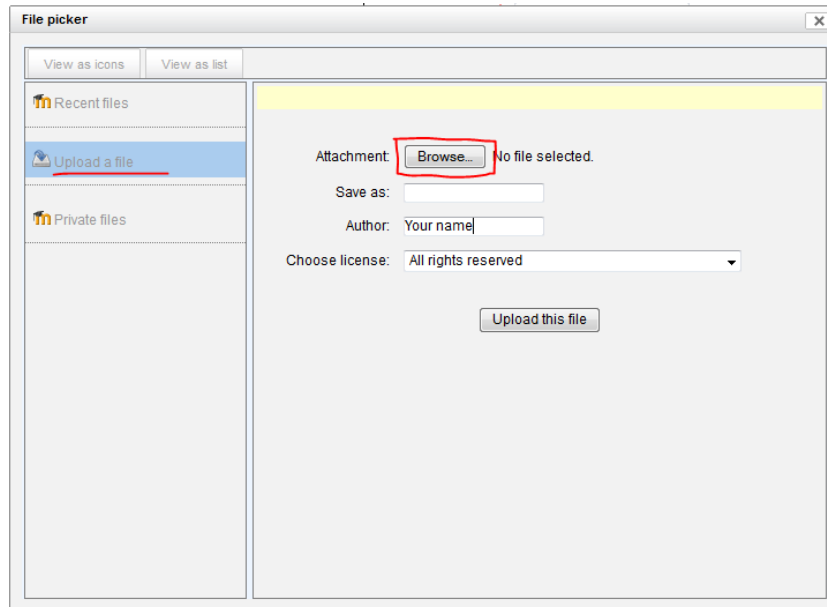 File picker
View as icons View as list
Recent files
Upload a file
Private files
Attachment: Browse... No file selected.
Save as:
Author: Your name
Choose license: All rights reserved
Upload this file